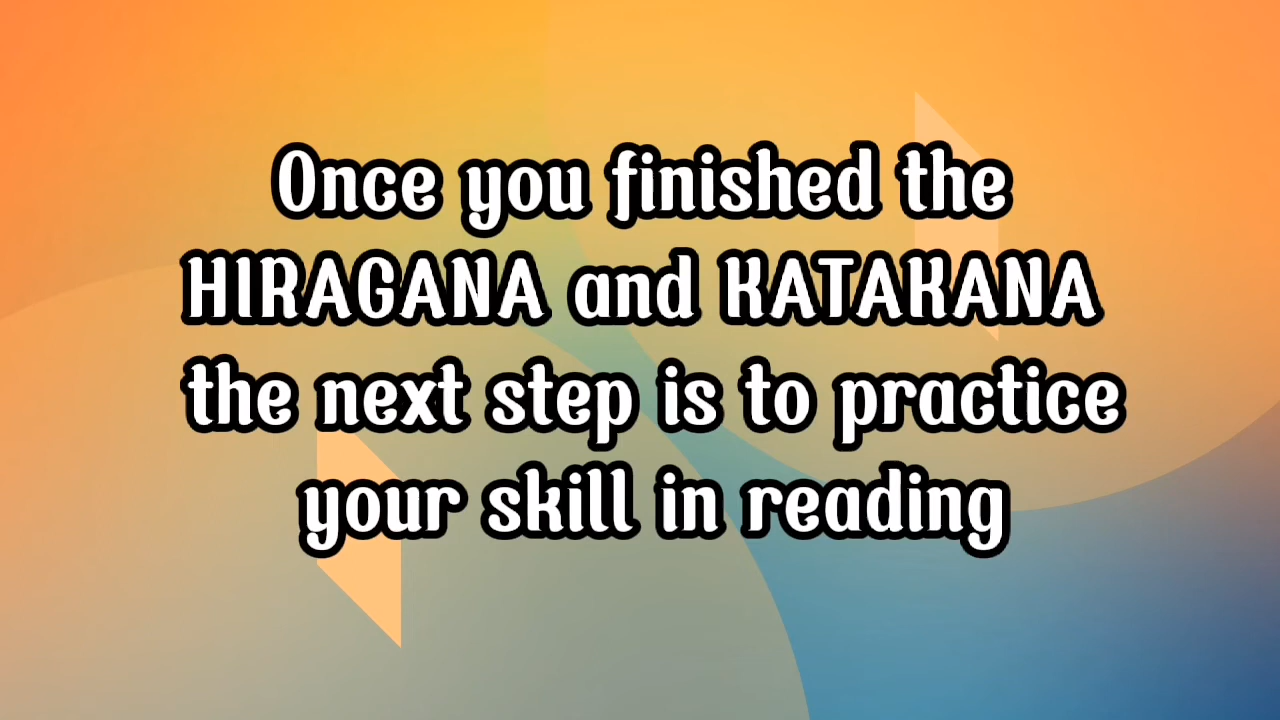 Once you finished the
HIRAGANA and KATAKANA
the next step is to practice
your skill in reading